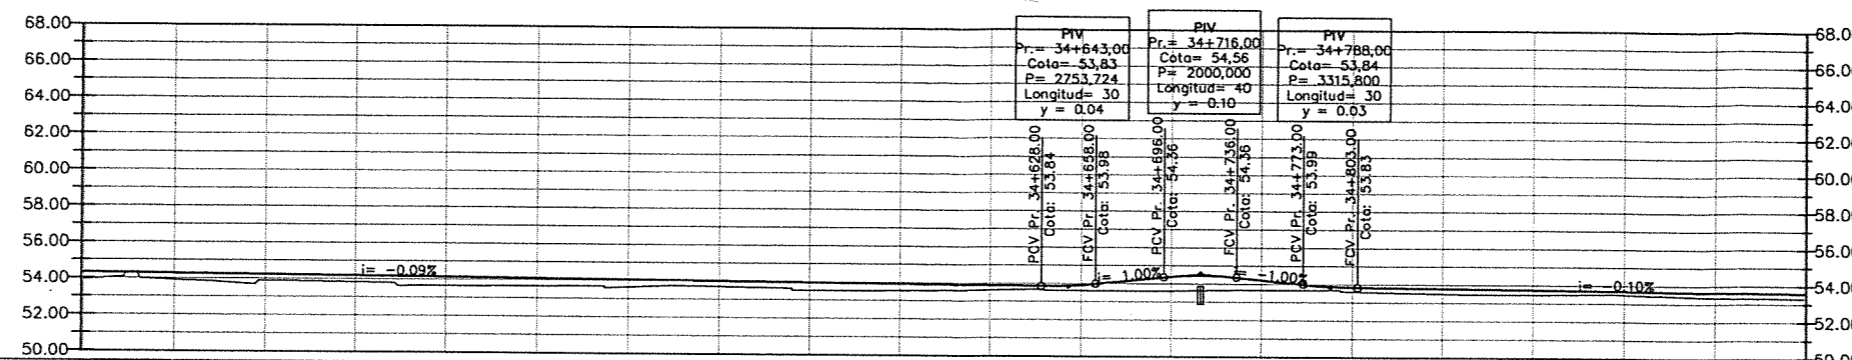 68.00
66.00
64.00
62.00
60.00
58.00
56.00
54.00
52.00
50.00
PIV
Pr.= 34+643,00
Cota= 53,83
P= 2753,724
Longitud= 30
y = 0.04
PIV
Pr.= 34+716,00
Cota= 54,56
P= 2000,000
Longitud= 40
y = 0.10
PIV
Pr.= 34+788,00
Cota= 53,84
P= 3315,800
Longitud= 30
y = 0.03
PCV Pr. 34+628.00
Cota: 53.84
FCV Pr. 34+658.00
Cota: 53.98
PCV Pr. 34+696.00
Cota: 54.36
FCV Pr. 34+736.00
Cota: 54.36
PCV Pr. 34+773.00
Cota: 53.99
FCV Pr. 34+803.00
Cota: 53.83
i= -0.09%
i= 1.00%
i= -1.00%
i= -0.10%
68.00
66.00
64.00
62.00
60.00
58.00
56.00
54.00
52.00
50.00